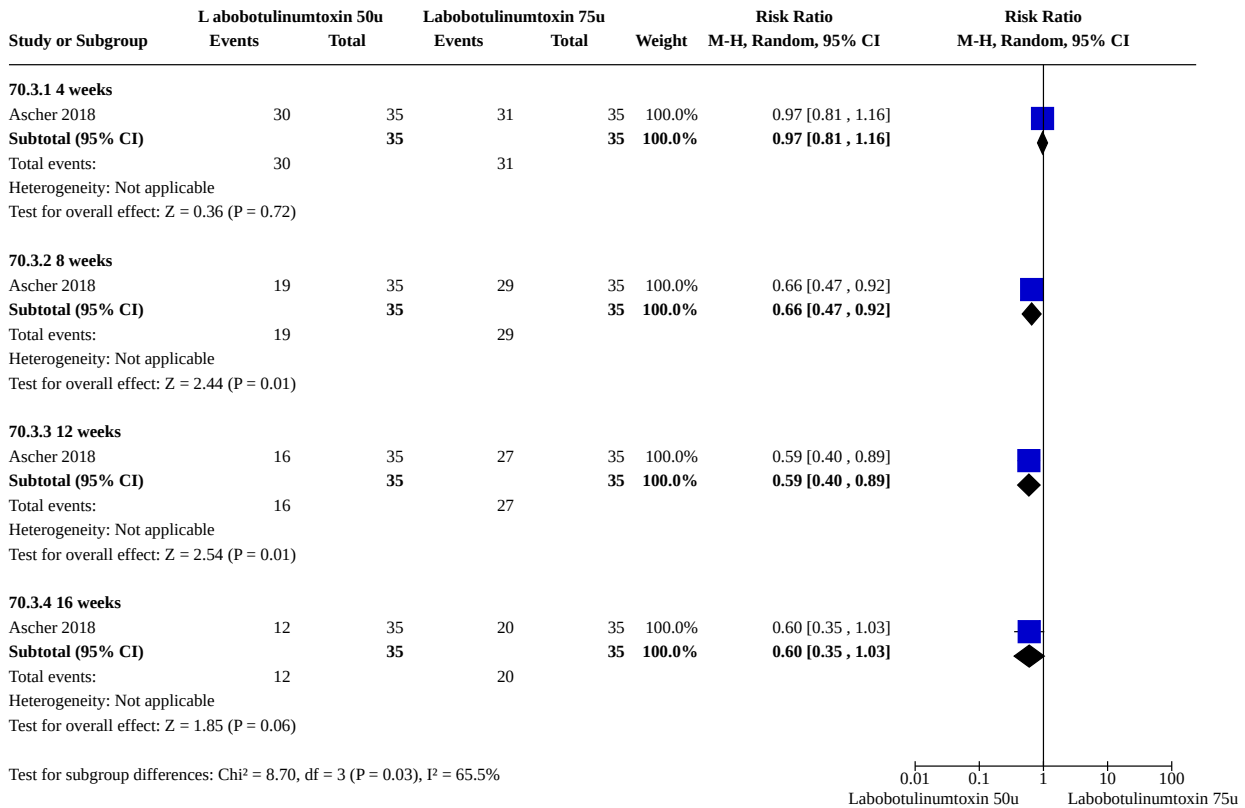 L abobotulinumtoxin 50u Labobotulinumtoxin 75u Risk Ratio Risk Ratio
Study or Subgroup Events Total Events Total Weight M-H, Random, 95% CI M-H, Random, 95% CI
70.3.1 4 weeks
Ascher 2018 30 35 31 35 100.0% 0.97 [0.81 , 1.16]
Subtotal (95% CI) 35 35 100.0% 0.97 [0.81 , 1.16]
Total events: 30 31
Heterogeneity: Not applicable
Test for overall effect: Z = 0.36 (P = 0.72)
70.3.2 8 weeks
Ascher 2018 19 35 29 35 100.0% 0.66 [0.47 , 0.92]
Subtotal (95% CI) 35 35 100.0% 0.66 [0.47 , 0.92]
Total events: 19 29
Heterogeneity: Not applicable
Test for overall effect: Z = 2.44 (P = 0.01)
70.3.3 12 weeks
Ascher 2018 16 35 27 35 100.0% 0.59 [0.40 , 0.89]
Subtotal (95% CI) 35 35 100.0% 0.59 [0.40 , 0.89]
Total events: 16 27
Heterogeneity: Not applicable
Test for overall effect: Z = 2.54 (P = 0.01)
70.3.4 16 weeks
Ascher 2018 12 35 20 35 100.0% 0.60 [0.35 , 1.03]
Subtotal (95% CI) 35 35 100.0% 0.60 [0.35 , 1.03]
Total events: 12 20
Heterogeneity: Not applicable
Test for overall effect: Z = 1.85 (P = 0.06)
Test for subgroup differences: Chi² = 8.70, df = 3 (P = 0.03), I² = 65.5%
0.01 0.1 1 10 100
Labobotulinumtoxin 50u Labobotulinumtoxin 75u